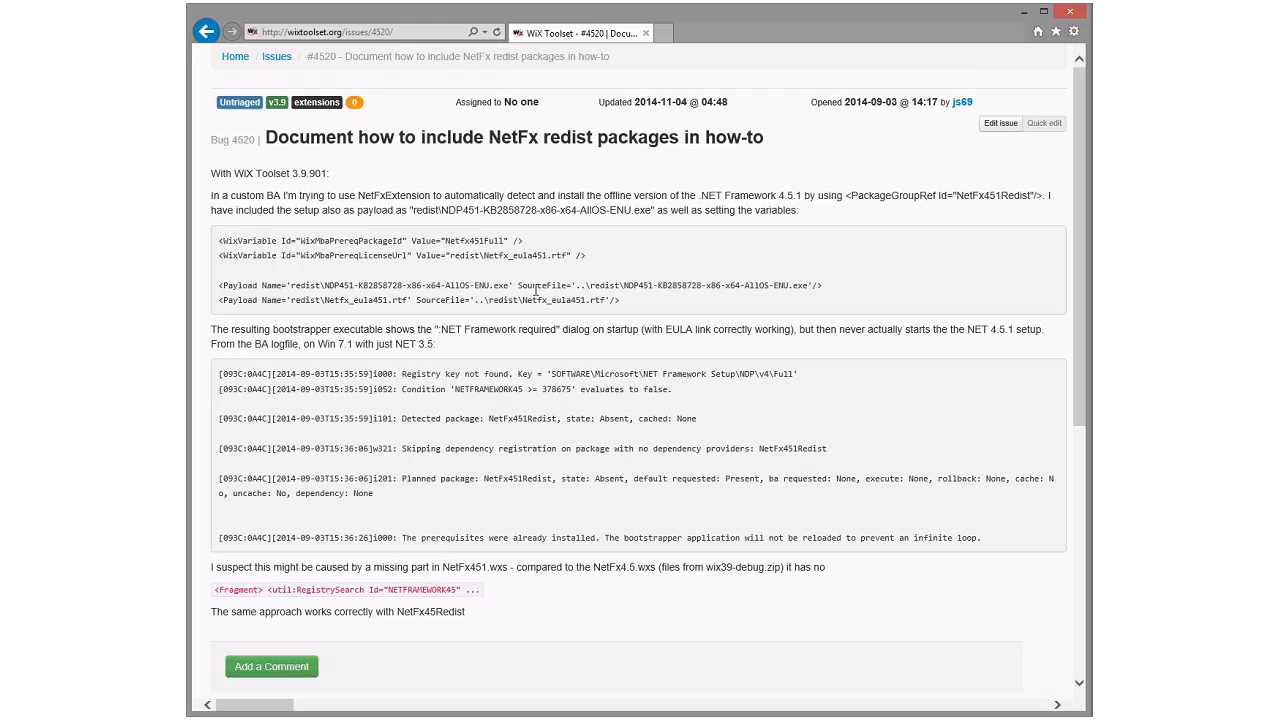 http://wixtoolset.org/issues/4520/
WiX Toolset - #4520 | Docu...
Home / Issues / #4520 - Document how to include NetFx redist packages in how-to
Untriaged v3.9 extensions 0 Assigned to No one Updated 2014-11-04 @ 04:48 Opened 2014-09-03 @ 14:17 by js69
Edit issue Quick edit
Bug 4520 | Document how to include NetFx redist packages in how-to
With WiX Toolset 3.9.901:
In a custom BA I'm trying to use NetFxExtension to automatically detect and install the offline version of the .NET Framework 4.5.1 by using <PackageGroupRef Id="NetFx451Redist"/>. I
have included the setup also as payload as "redist\NDP451-KB2858728-x86-x64-AllOS-ENU.exe" as well as setting the variables:
<WixVariable Id="WixMbaPrereqPackageId" Value="Netfx451Full" />
<WixVariable Id="WixMbaPrereqLicenseUrl" Value="redist\Netfx_eula451.rtf" />
<Payload Name='redist\NDP451-KB2858728-x86-x64-AllOS-ENU.exe' SourceFile='..\redist\NDP451-KB2858728-x86-x64-AllOS-ENU.exe'/>
<Payload Name='redist\Netfx_eula451.rtf' SourceFile='..\redist\Netfx_eula451.rtf'/>
The resulting bootstrapper executable shows the ":NET Framework required" dialog on startup (with EULA link correctly working), but then never actually starts the the NET 4.5.1 setup.
From the BA logfile, on Win 7.1 with just NET 3.5:
[093C:0A4C][2014-09-03T15:35:59]i000: Registry key not found. Key = 'SOFTWARE\Microsoft\NET Framework Setup\NDP\v4\Full'
[093C:0A4C][2014-09-03T15:35:59]i052: Condition 'NETFRAMEWORK45 >= 378675' evaluates to false.
[093C:0A4C][2014-09-03T15:35:59]i101: Detected package: NetFx451Redist, state: Absent, cached: None
[093C:0A4C][2014-09-03T15:36:06]w321: Skipping dependency registration on package with no dependency providers: NetFx451Redist
[093C:0A4C][2014-09-03T15:36:06]i201: Planned package: NetFx451Redist, state: Absent, default requested: Present, ba requested: None, execute: None, rollback: None, cache: N
o, uncache: No, dependency: None
[093C:0A4C][2014-09-03T15:36:26]i000: The prerequisites were already installed. The bootstrapper application will not be reloaded to prevent an infinite loop.
I suspect this might be caused by a missing part in NetFx451.wxs - compared to the NetFx4.5.wxs (files from wix39-debug.zip) it has no
<Fragment> <util:RegistrySearch Id="NETFRAMEWORK45" ...
The same approach works correctly with NetFx45Redist
Add a Comment